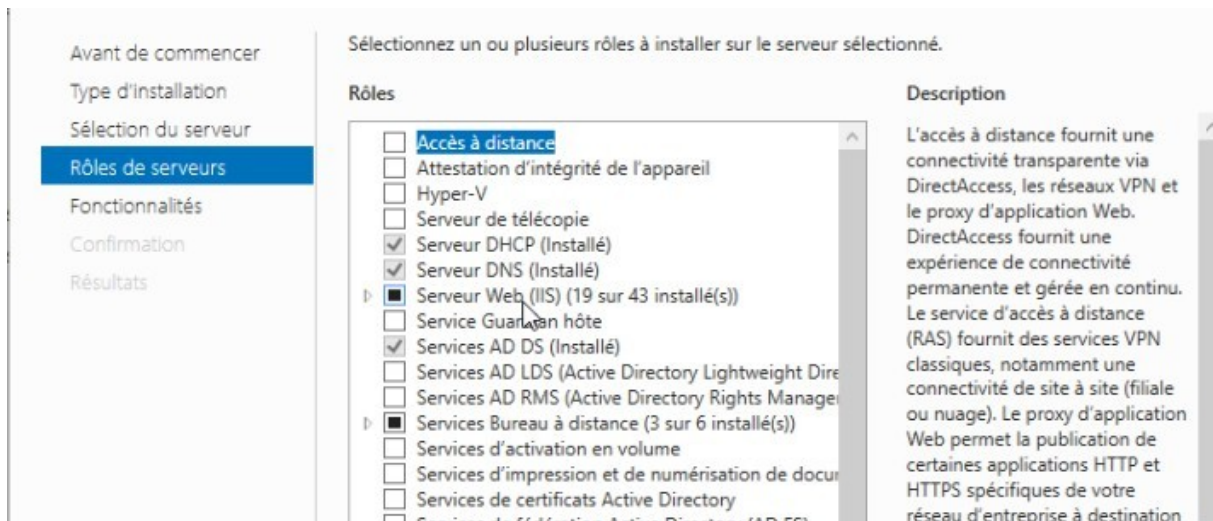 Avant de commencer
Type d'installation
Sélection du serveur
Rôles de serveurs
Fonctionnalités
Confirmation
Résultats
Sélectionnez un ou plusieurs rôles à installer sur le serveur sélectionné.
Rôles
Accès à distance
Attestation d'intégrité de l'appareil
Hyper-V
Serveur de télécopie
Serveur DHCP (Installé)
Serveur DNS (Installé)
Serveur Web (IIS) (19 sur 43 installé(s))
Service Guardian hôte
Services AD DS (Installé)
Services AD LDS (Active Directory Lightweight Dire
Services AD RMS (Active Directory Rights Manage
Services Bureau à distance (3 sur 6 installé(s))
Services d'activation en volume
Services d'impression et de numérisation de docu
Services de certificats Active Directory
Services de fédération Active Directory (AD FS)
Description
L'accès à distance fournit une
connectivité transparente via
DirectAccess, les réseaux VPN et
le proxy d'application Web.
DirectAccess fournit une
expérience de connectivité
permanente et gérée en continu.
Le service d'accès à distance
(RAS) fournit des services VPN
classiques, notamment une
connectivité de site à site (filiale
ou nuage). Le proxy d'application
Web permet la publication de
certaines applications HTTP et
HTTPS spécifiques de votre
réseau d'entreprise à destination